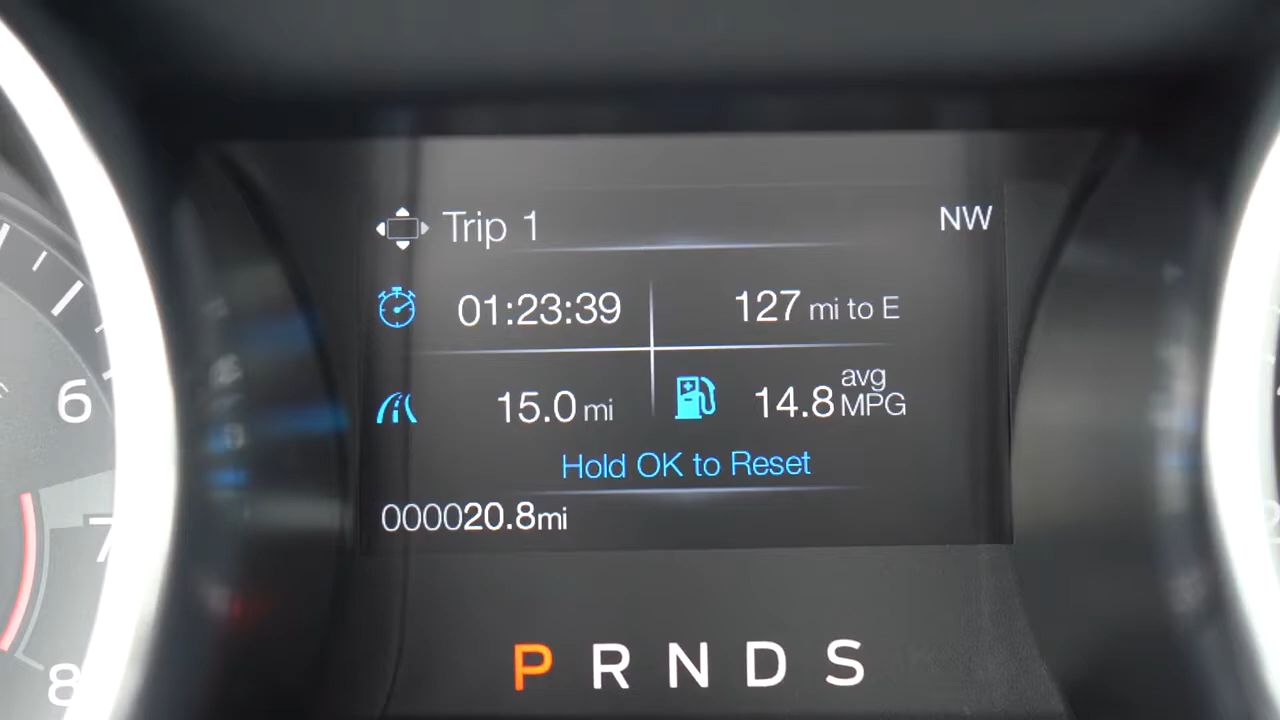 Trip 1
NW
01:23:39
127 mi to E
15.0 mi
14.8 avg MPG
Hold OK to Reset
000020.8mi
P R N D S
6
7
8